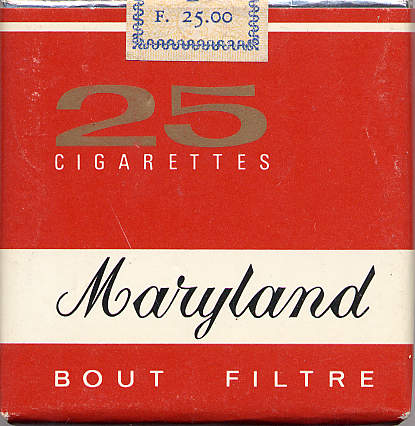 F. 25.00
25
CIGARETTES
Maryland
BOUT FILTRE